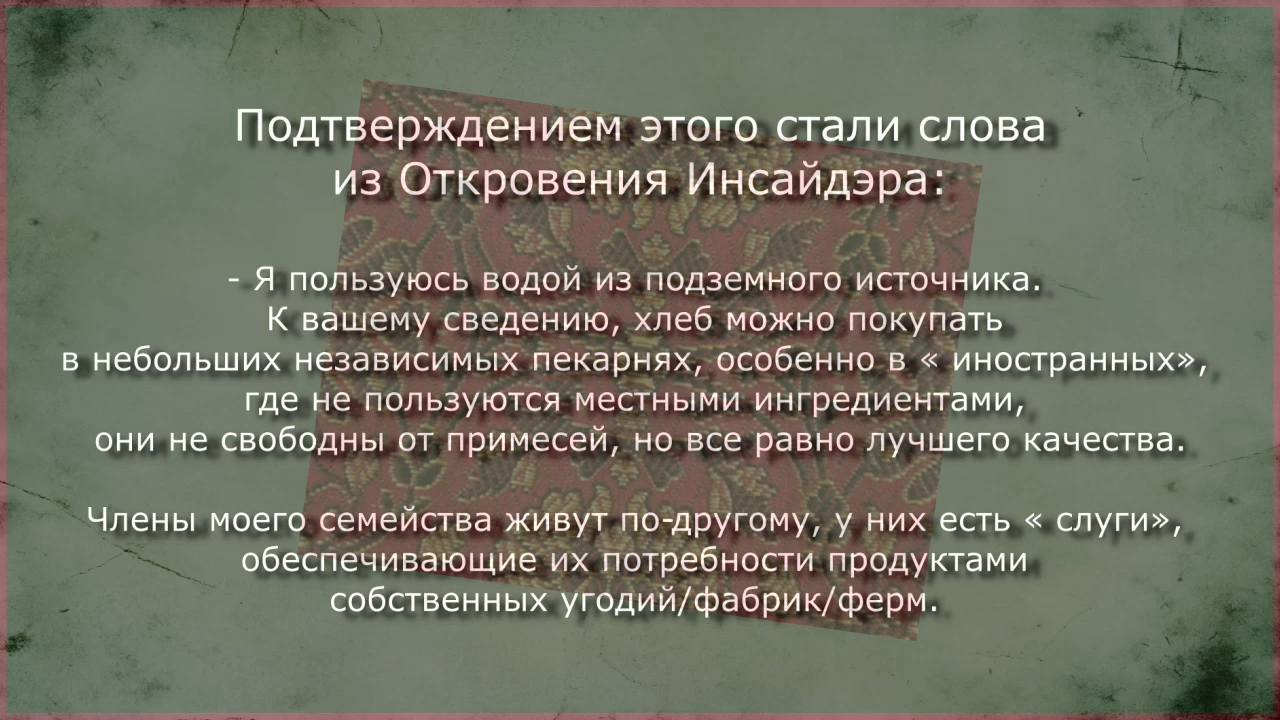 Подтверждением этого стали слова
из Откровения Инсайдэра:
- Я пользуюсь водой из подземного источника.
К вашему сведению, хлеб можно покупать
в небольших независимых пекарнях, особенно в « иностранных»,
где не пользуются местными ингредиентами,
они не свободны от примесей, но все равно лучшего качества.
Члены моего семейства живут по-другому, у них есть « слуги»,
обеспечивающие их потребности продуктами
собственных угодий/фабрик/ферм.